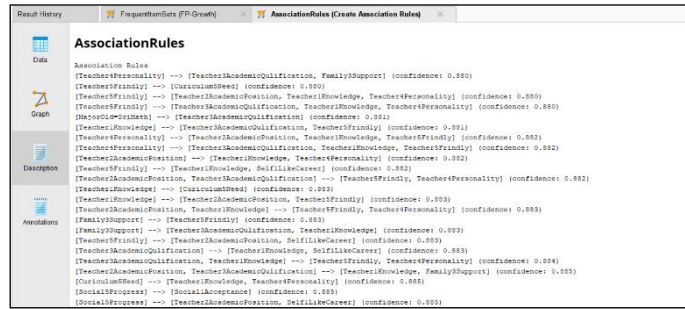 Result History
FrequentItemSets (FP-Growth)
AssociationRules (Create Association Rules)
Data
Graph
Description
Annotations
AssociationRules
Association Rules
[Teacher4Personality] --> [Teacher3AcademicQulification, Family3Support] (confidence: 0.880)
[Teacher5Frindly] --> [Curiculum5Need] (confidence: 0.880)
[Teacher5Frindly] --> [Teacher2AcademicPosition, Teacher1Knowledge, Teacher4Personality] (confidence: 0.880)
[Teacher5Frindly] --> [Teacher3AcademicQulification, Teacher1Knowledge, Teacher4Personality] (confidence: 0.880)
[MajorOld=SciMath] --> [Teacher3AcademicQulification] (confidence: 0.881)
[Teacher1Knowledge] --> [Teacher3AcademicQulification, Teacher5Frindly] (confidence: 0.881)
[Teacher4Personality] --> [Teacher2AcademicPosition, Teacher1Knowledge, Teacher5Frindly] (confidence: 0.882)
[Teacher4Personality] --> [Teacher3AcademicQulification, Teacher1Knowledge, Teacher5Frindly] (confidence: 0.882)
[Teacher2AcademicPosition] --> [Teacher1Knowledge, Teacher4Personality] (confidence: 0.882)
[Teacher5Frindly] --> [Teacher1Knowledge, Self1LikeCareer] (confidence: 0.882)
[Teacher2AcademicPosition, Teacher3AcademicQulification] --> [Teacher5Frindly, Teacher4Personality] (confidence: 0.882)
[Teacher1Knowledge] --> [Curiculum5Need] (confidence: 0.883)
[Teacher1Knowledge] --> [Teacher2AcademicPosition, Teacher5Frindly] (confidence: 0.883)
[Teacher2AcademicPosition, Teacher1Knowledge] --> [Teacher5Frindly, Teacher4Personality] (confidence: 0.883)
[Family3Support] --> [Teacher5Frindly] (confidence: 0.883)
[Family3Support] --> [Teacher3AcademicQulification, Teacher1Knowledge] (confidence: 0.883)
[Teacher5Frindly] --> [Teacher2AcademicPosition, Self1LikeCareer] (confidence: 0.883)
[Teacher3AcademicQulification] --> [Teacher1Knowledge, Self1LikeCareer] (confidence: 0.883)
[Teacher3AcademicQulification, Teacher1Knowledge] --> [Teacher5Frindly, Teacher4Personality] (confidence: 0.884)
[Teacher2AcademicPosition, Teacher3AcademicQulification] --> [Teacher1Knowledge, Family3Support] (confidence: 0.885)
[Curiculum5Need] --> [Teacher1Knowledge, Teacher4Personality] (confidence: 0.885)
[Social5Progress] --> [Social1Acceptance] (confidence: 0.885)
[Social5Progress] --> [Teacher2AcademicPosition, Self1LikeCareer] (confidence: 0.885)